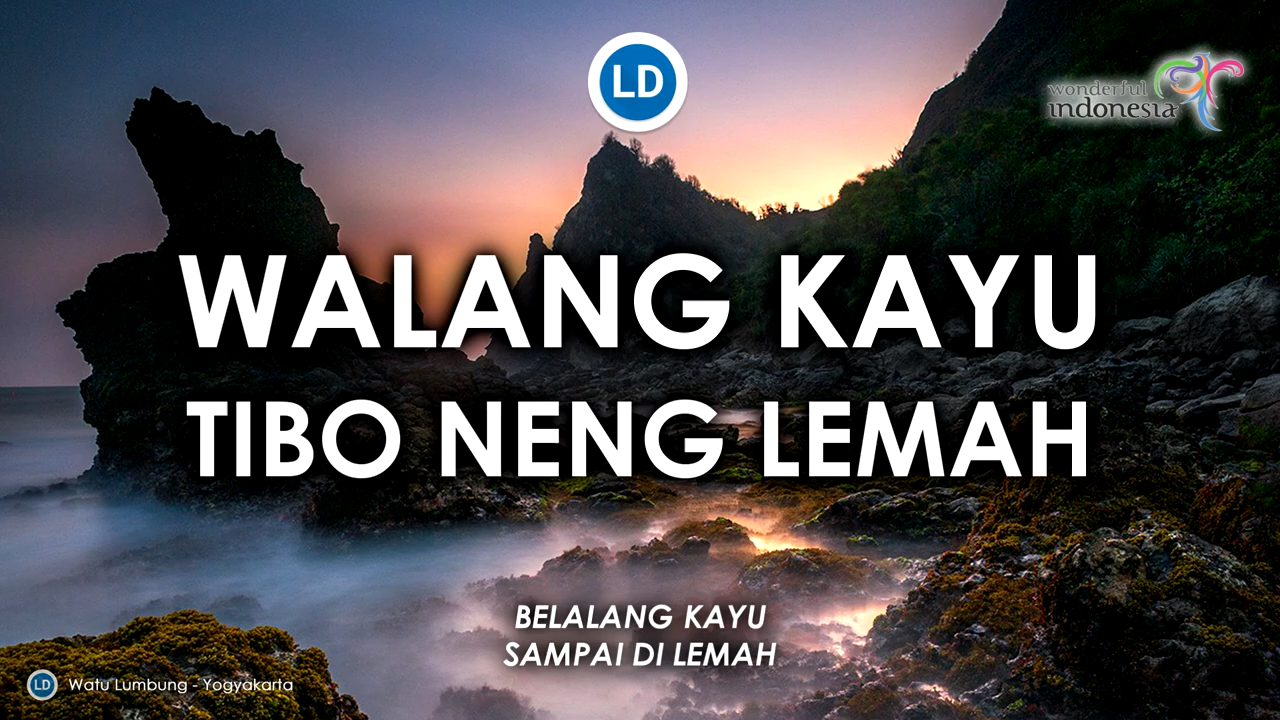 LD
wonderful
indonesia
WALANG KAYU
TIBO NENG LEMAH
BELALANG KAYU
SAMPAI DI LEMAH
LD Watu Lumbung - Yogyakarta